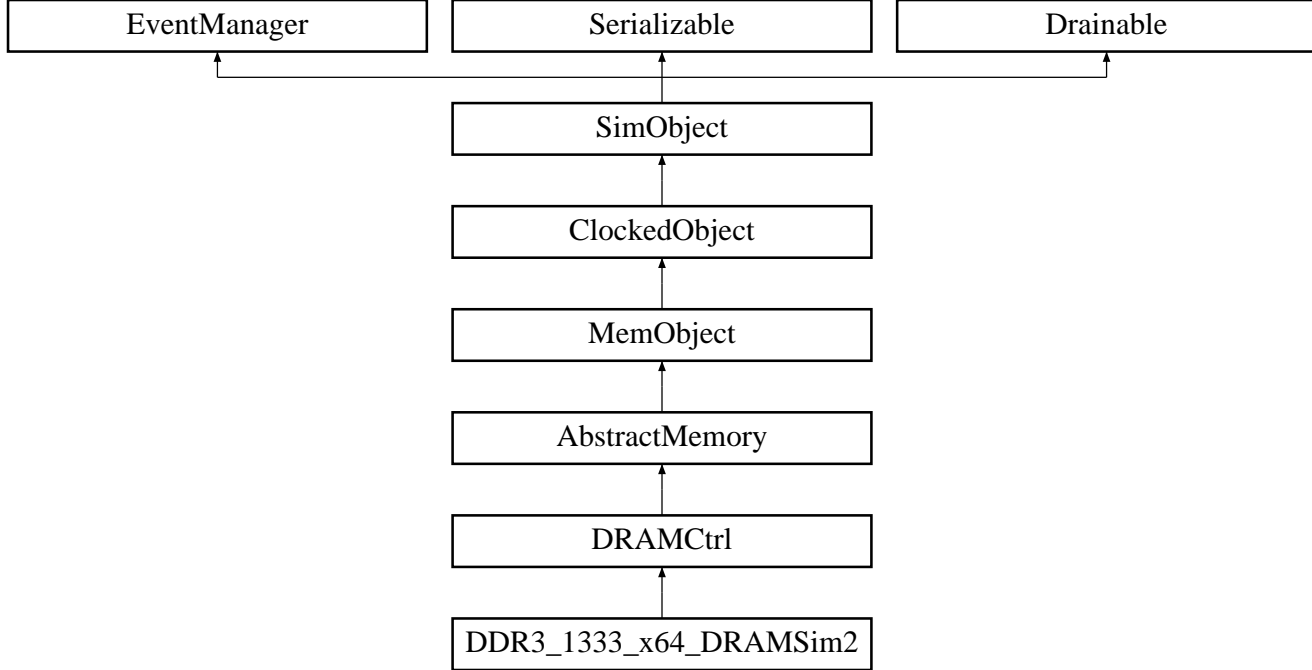 EventManager
Serializable
Drainable
SimObject
ClockedObject
MemObject
AbstractMemory
DRAMCtrl
DDR3_1333_x64_DRAMSim2